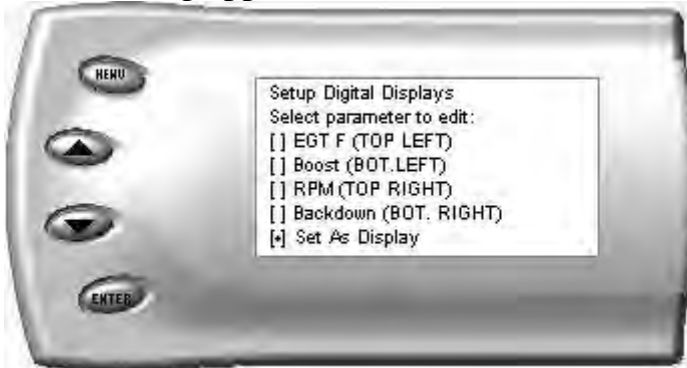 MENU
Setup Digital Displays
Select parameter to edit:
[ ] EGT F (TOP LEFT)
[ ] Boost (BOT.LEFT)
[ ] RPM (TOP RIGHT)
[ ] Backdown (BOT. RIGHT)
[•] Set As Display
ENTER